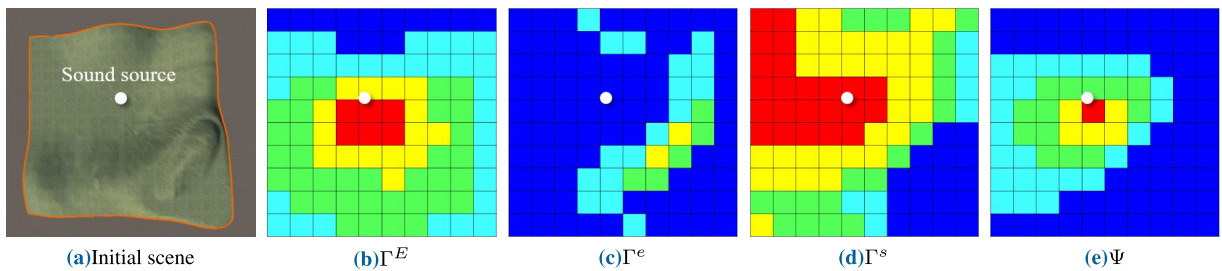 Sound source
(a)Initial scene
(b)Γ^E
(c)Γ^e
(d)Γ^s
(e)Ψ